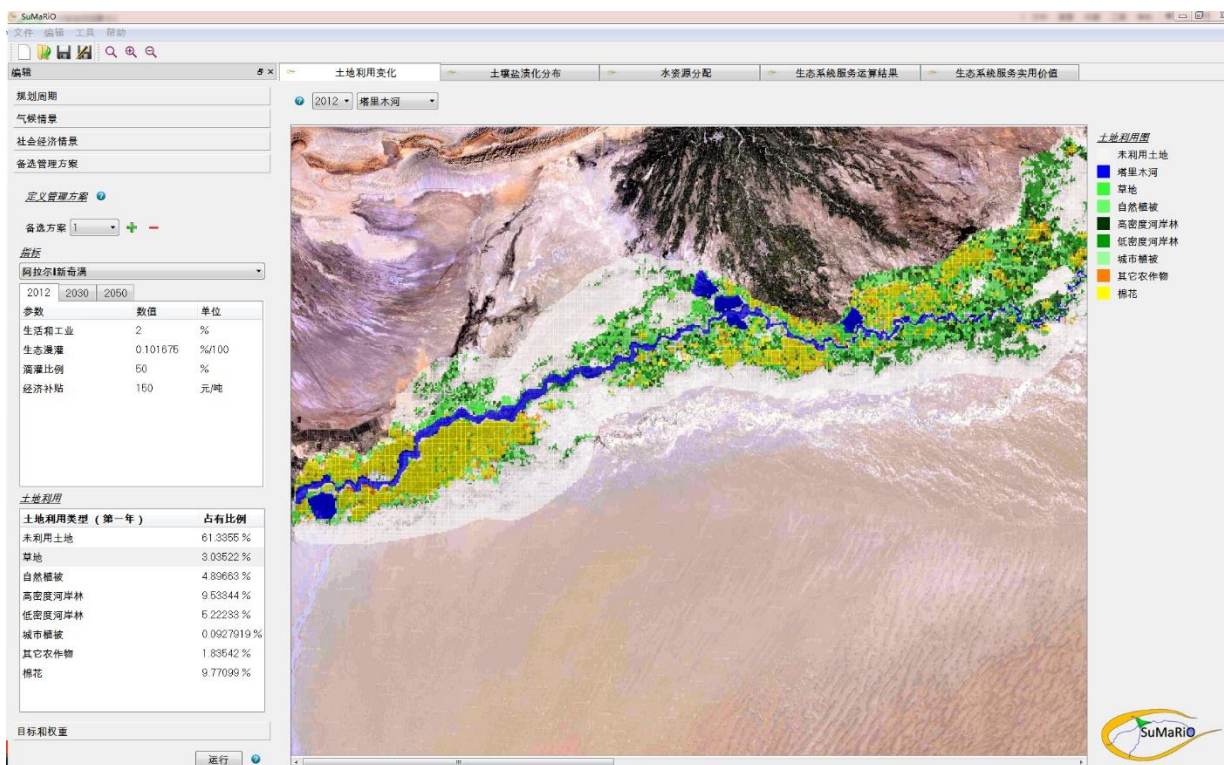 SuMaRiO
文件 编辑 工具 帮助
编辑
规划周期
气候情景
社会经济情景
备选管理方案
定义管理方案
备选方案 1
指标
阿拉尔新奇满
2012 2030 2050
参数 数值 单位
生活和工业 2 %
生态漫灌 0.101675 %/100
滴灌比例 50 %
经济补贴 150 元/吨
土地利用
土地利用类型 (第一年) 占有比例
未利用土地 61.3355 %
草地 3.03522 %
自然植被 4.89663 %
高密度河岸林 9.53344 %
低密度河岸林 5.22233 %
城市植被 0.0927919 %
其它农作物 1.83542 %
棉花 9.77099 %
目标和权重
运行
土地利用变化 土壤盐渍化分布 水资源分配 生态系统服务运算结果 生态系统服务实用价值
2012 塔里木河
土地利用图
未利用土地
塔里木河
草地
自然植被
高密度河岸林
低密度河岸林
城市植被
其它农作物
棉花
SuMaRiO